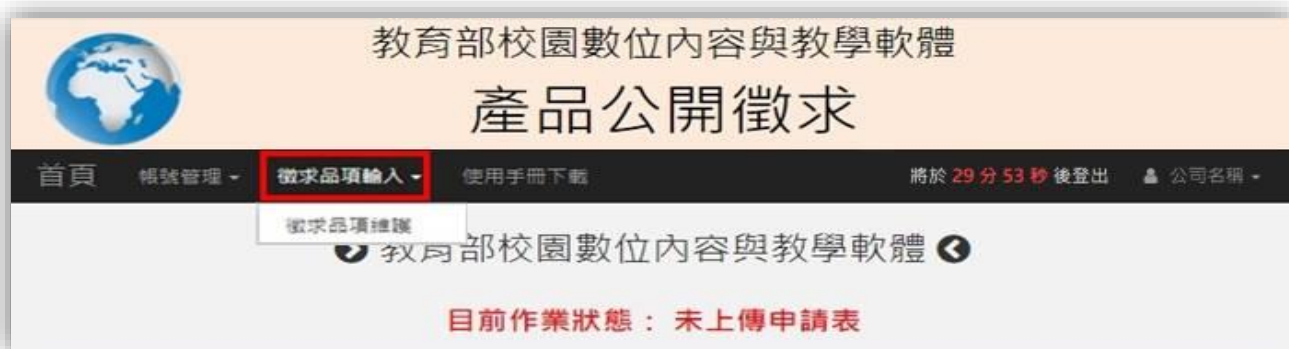 教育部校園數位內容與教學軟體
產品公開徵求
首頁 帳號管理 徵求品項輸入 使用手冊下載 將於 29 分 53 秒 後登出 公司名稱
徵求品項維護
教育部校園數位內容與教學軟體
目前作業狀態： 未上傳申請表